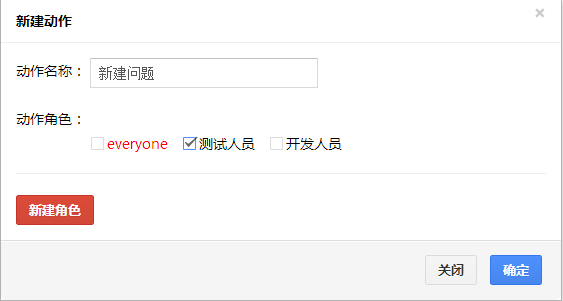 新建动作
×
动作名称： 新建问题
动作角色：
everyone 测试人员 开发人员
新建角色
关闭 确定